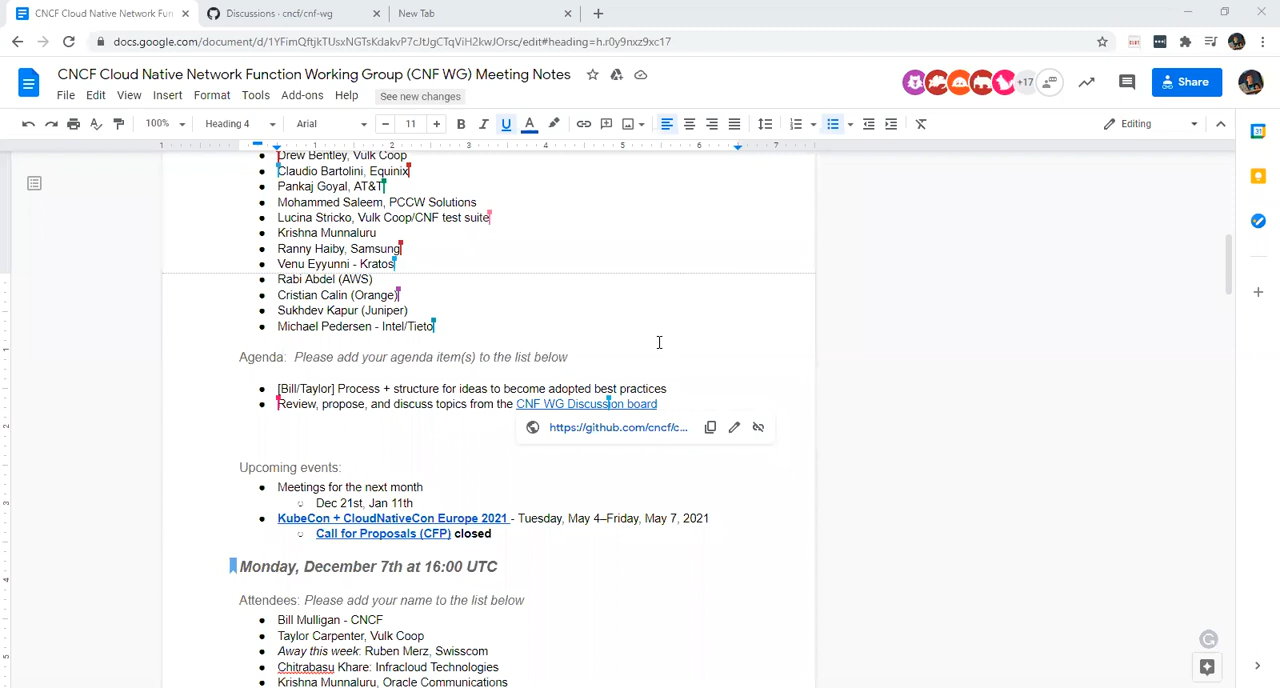 CNCF Cloud Native Network Fun
Discussions · cncf/cnf-wg
New Tab
docs.google.com/document/d/1YFimQftjkTUsxNGTsKdakvP7cJtJgCTqViH2kwJOrsc/edit#heading=h.r0y9nxz9xc17
CNCF Cloud Native Network Function Working Group (CNF WG) Meeting Notes
+17
Share
File Edit View Insert Format Tools Add-ons Help See new changes
100% Heading 4 Arial 11 B I U A Editing
1 1 2 3 4 5 6 7
Drew Bentley, Vulk Coop
Claudio Bartolini, Equinix
Pankaj Goyal, AT&T
Mohammed Saleem, PCCW Solutions
Lucina Stricko, Vulk Coop/CNF test suite
Krishna Munnaluru
Ranny Haiby, Samsung
Venu Eyyunni - Kratos
Rabi Abdel (AWS)
Cristian Calin (Orange)
Sukhdev Kapur (Juniper)
Michael Pedersen - Intel/Tieto
Agenda: Please add your agenda item(s) to the list below
[Bill/Taylor] Process + structure for ideas to become adopted best practices
Review, propose, and discuss topics from the CNF WG Discussion board
https://github.com/cncf/c...
Upcoming events:
Meetings for the next month
Dec 21st, Jan 11th
KubeCon + CloudNativeCon Europe 2021 - Tuesday, May 4–Friday, May 7, 2021
Call for Proposals (CFP) closed
Monday, December 7th at 16:00 UTC
Attendees: Please add your name to the list below
Bill Mulligan - CNCF
Taylor Carpenter, Vulk Coop
Away this week: Ruben Merz, Swisscom
Chitrabasu Khare: Infracloud Technologies
Krishna Munnaluru, Oracle Communications